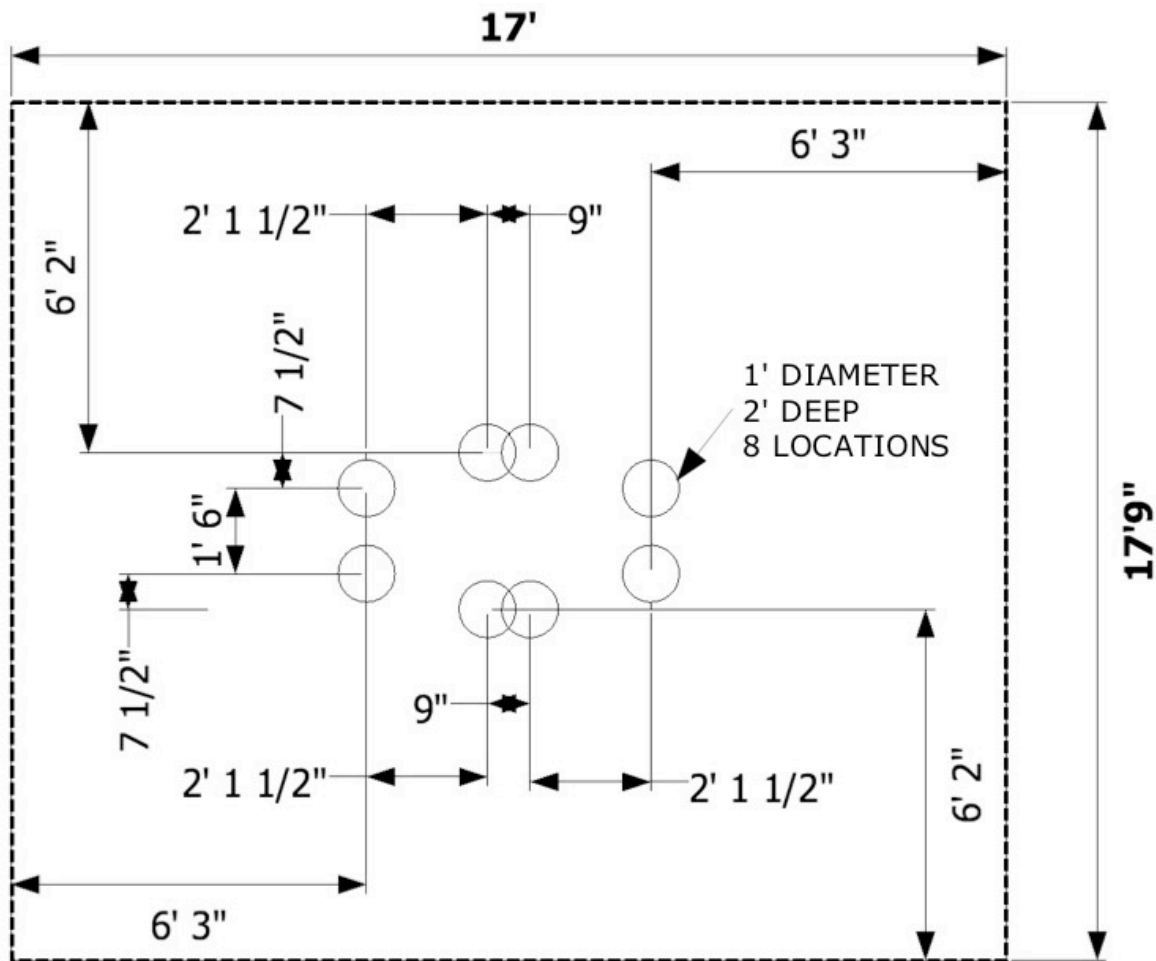 17'
6' 3"
2' 1 1/2"
9"
6' 2"
7 1/2"
1' DIAMETER
2' DEEP
8 LOCATIONS
1' 6"
17'9"
7 1/2"
9"
2' 1 1/2"
2' 1 1/2"
6' 2"
6' 3"